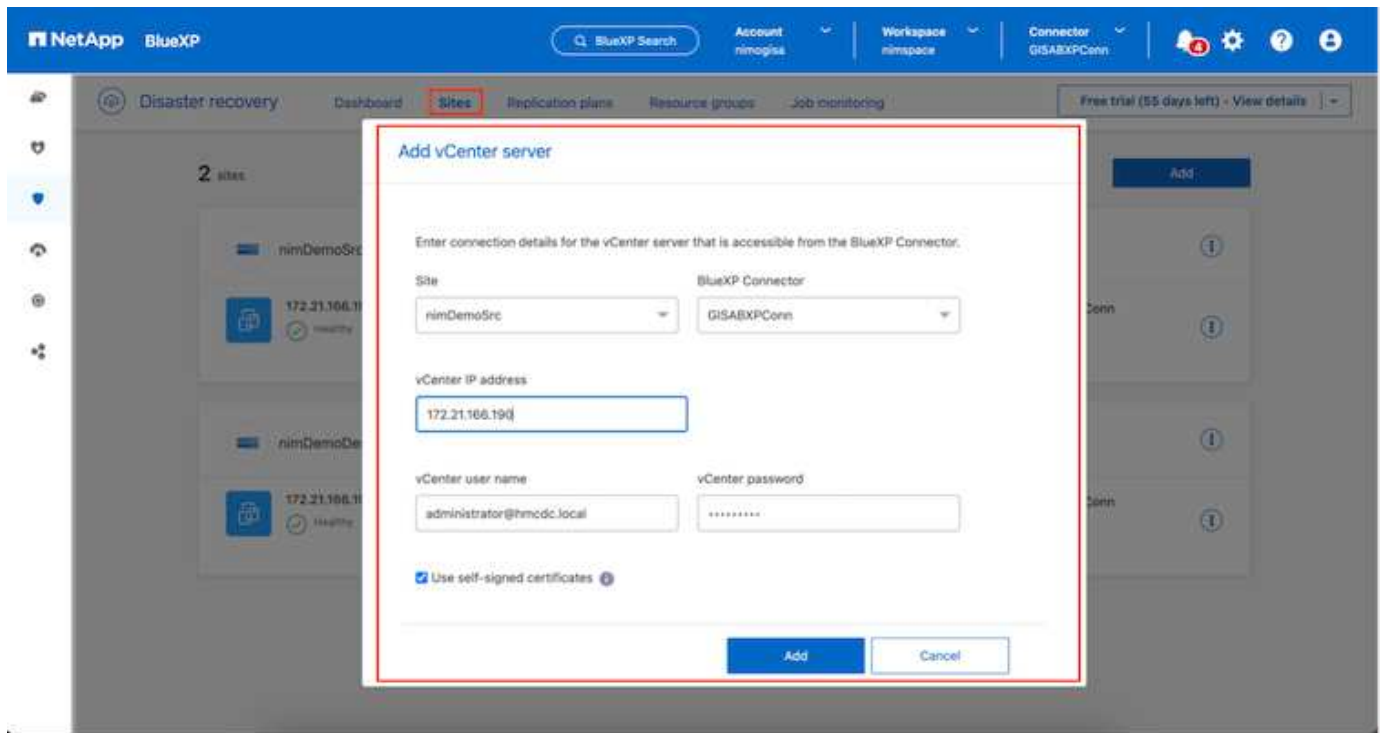 NetApp BlueXP BlueXP Search Account Workspace Connector
nimogisa nimspace GISABXPConn
4
Disaster recovery Dashboard Sites Replication plans Resource groups Job monitoring Free trial (55 days left) - View details
Add vCenter server
2 sites Add
Enter connection details for the vCenter server that is accessible from the BlueXP Connector.
nimDemoSrc
Site BlueXP Connector
172.21.166.1 nimDemoSrc GISABXPConn Conn
Healthy
vCenter IP address
172.21.166.190
nimDemoDe
vCenter user name vCenter password
172.21.166.1 Conn
administrator@hmcdc.local
Healthy
Use self-signed certificates
Add Cancel